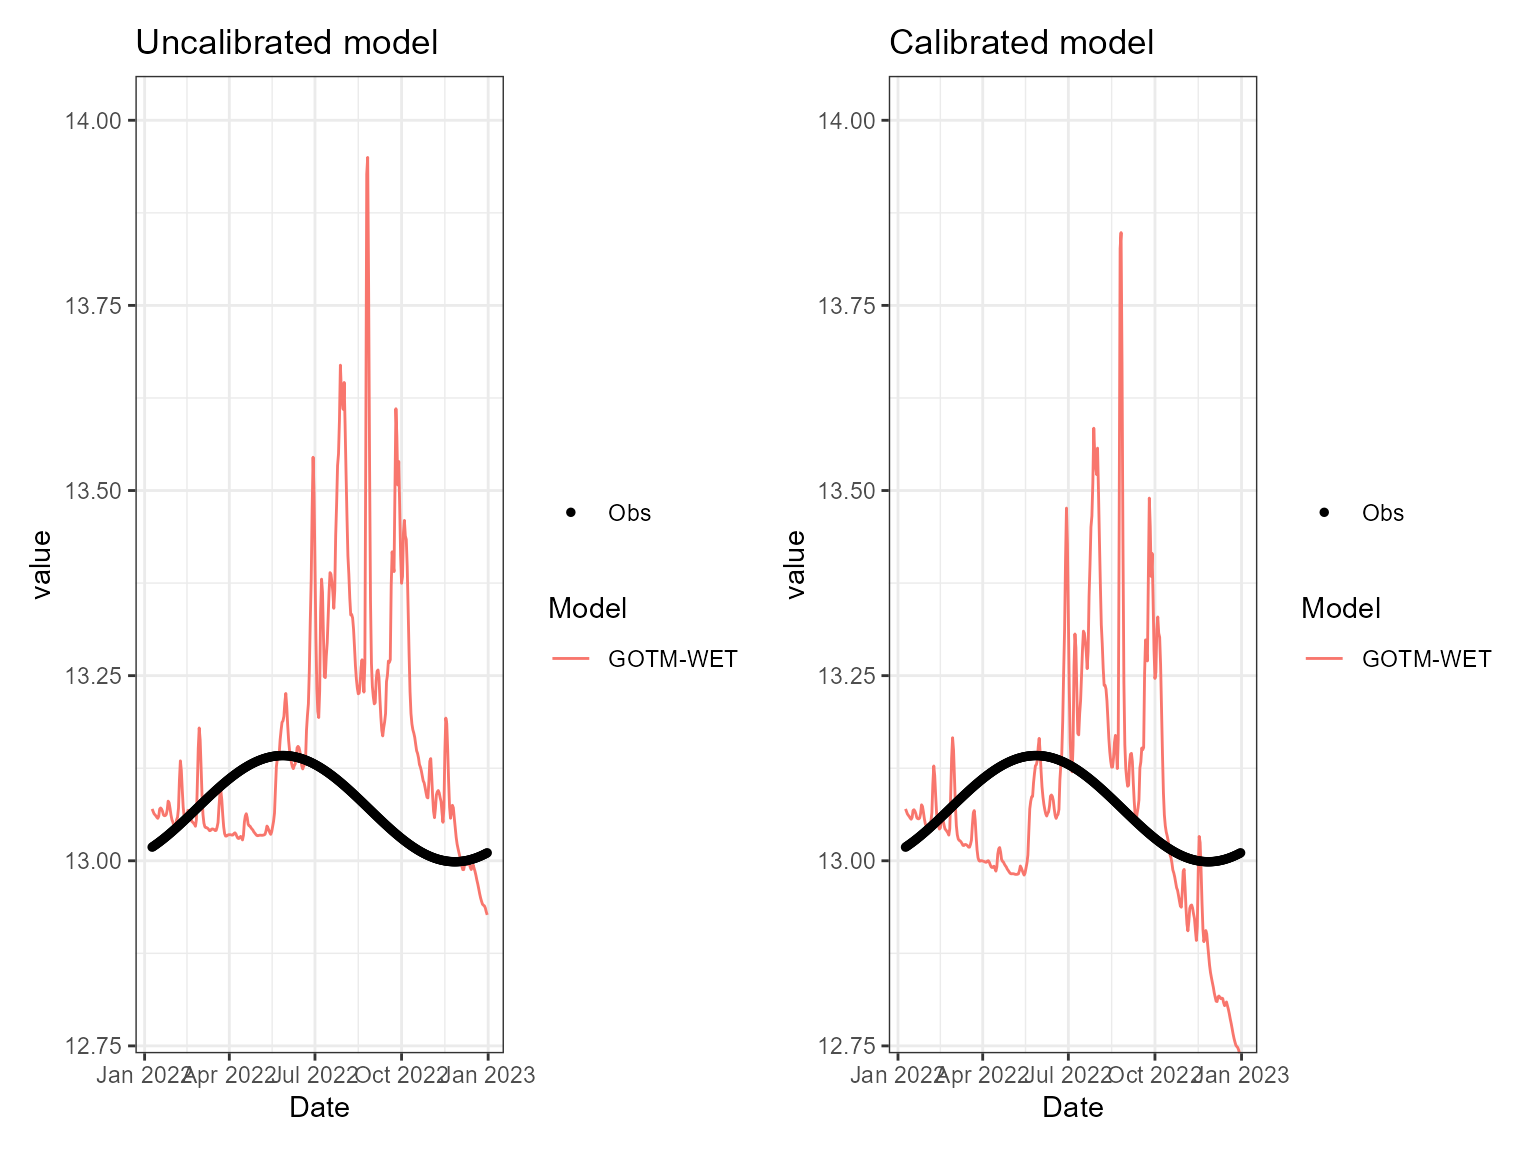 Uncalibrated model
14.00
13.75
13.50
13.25
13.00
12.75
value
Jan 2022 Apr 2022 Jul 2022 Oct 2022 Jan 2023
Date
Obs
Model
GOTM-WET
Calibrated model
14.00
13.75
13.50
13.25
13.00
12.75
value
Jan 2022 Apr 2022 Jul 2022 Oct 2022 Jan 2023
Date
Obs
Model
GOTM-WET